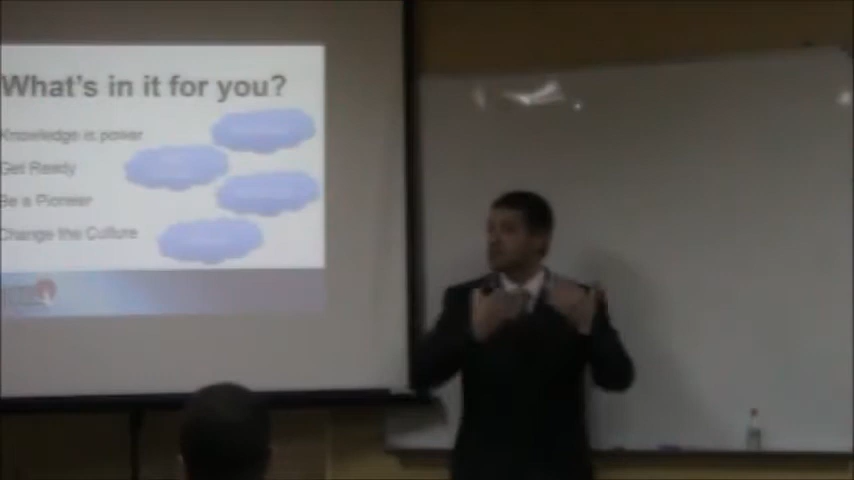 What's in it for you?
Knowledge is power
Get Ready
Be a Pioneer
Change the Culture